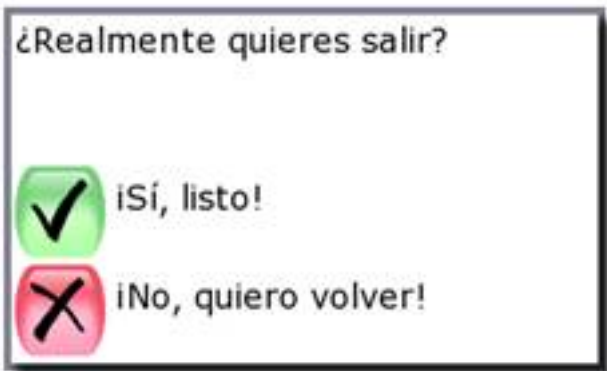 ¿Realmente quieres salir?
¡Sí, listo!
¡No, quiero volver!